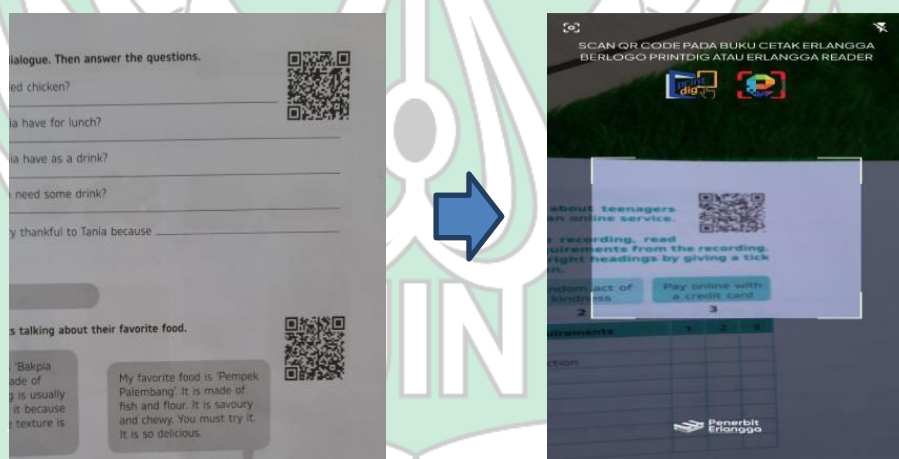 ialogue. Then answer the questions.
ed chicken?
ia have for lunch?
ia have as a drink?
need some drink?
y thankful to Tania because
s talking about their favorite food.
'Bakpia
ade of
g is usually
it because
texture is
My favorite food is 'Pempek
Palembang'. It is made of
fish and flour. It is savoury
and chewy. You must try it.
It is so delicious.
SCAN QR CODE PADA BUKU CETAK ERLANGGA
BERLOGO PRINTDIG ATAU ERLANGGA READER
print
dig
about teenagers
an online service.
recording, read
uirements from the recording.
right headings by giving a tick
n.
ndom act of
kindness
Pay online with
a credit card
2
3
uirements
1
2
3
ction
Penerbit
Erlangga
UIN